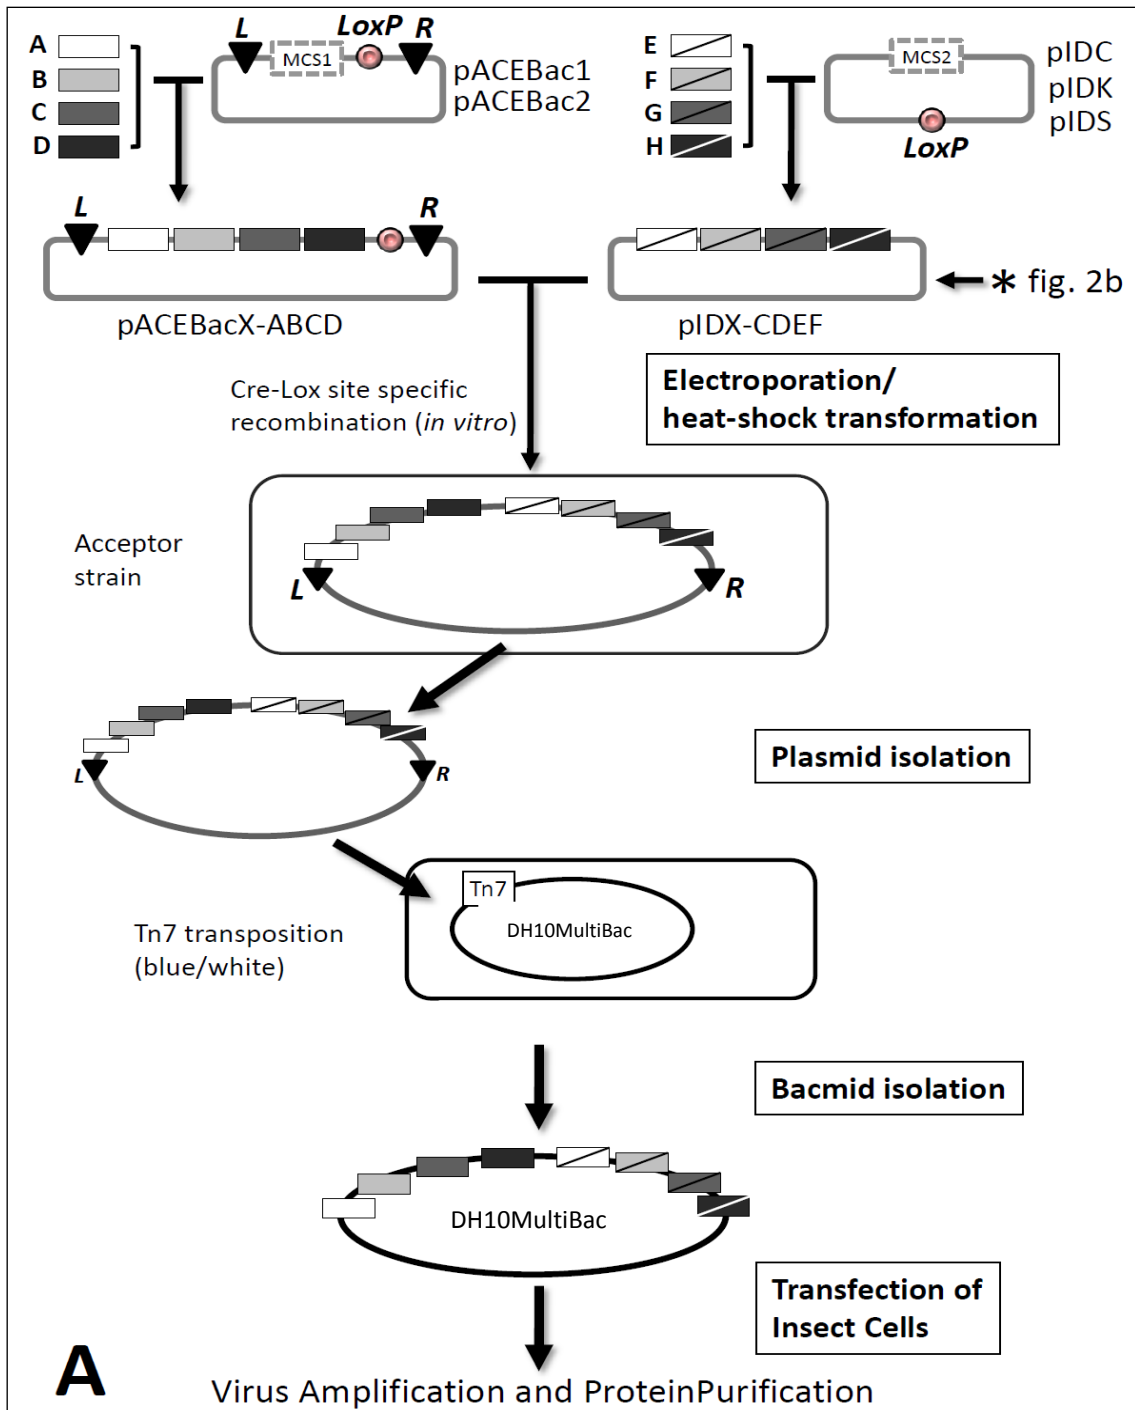 L LoxP R
A
B
C
D
MCS1
pACEBac1
pACEBac2
E
F
G
H
MCS2
LoxP
pIDC
pIDK
pIDS
L
R
pACEBacX-ABCD
pIDX-CDEF
* fig. 2b
Cre-Lox site specific
recombination (in vitro)
Electroporation/
heat-shock transformation
Acceptor
strain
L
R
L
R
Plasmid isolation
Tn7 transposition
(blue/white)
Tn7
DH10MultiBac
Bacmid isolation
DH10MultiBac
Transfection of
Insect Cells
A
Virus Amplification and ProteinPurification